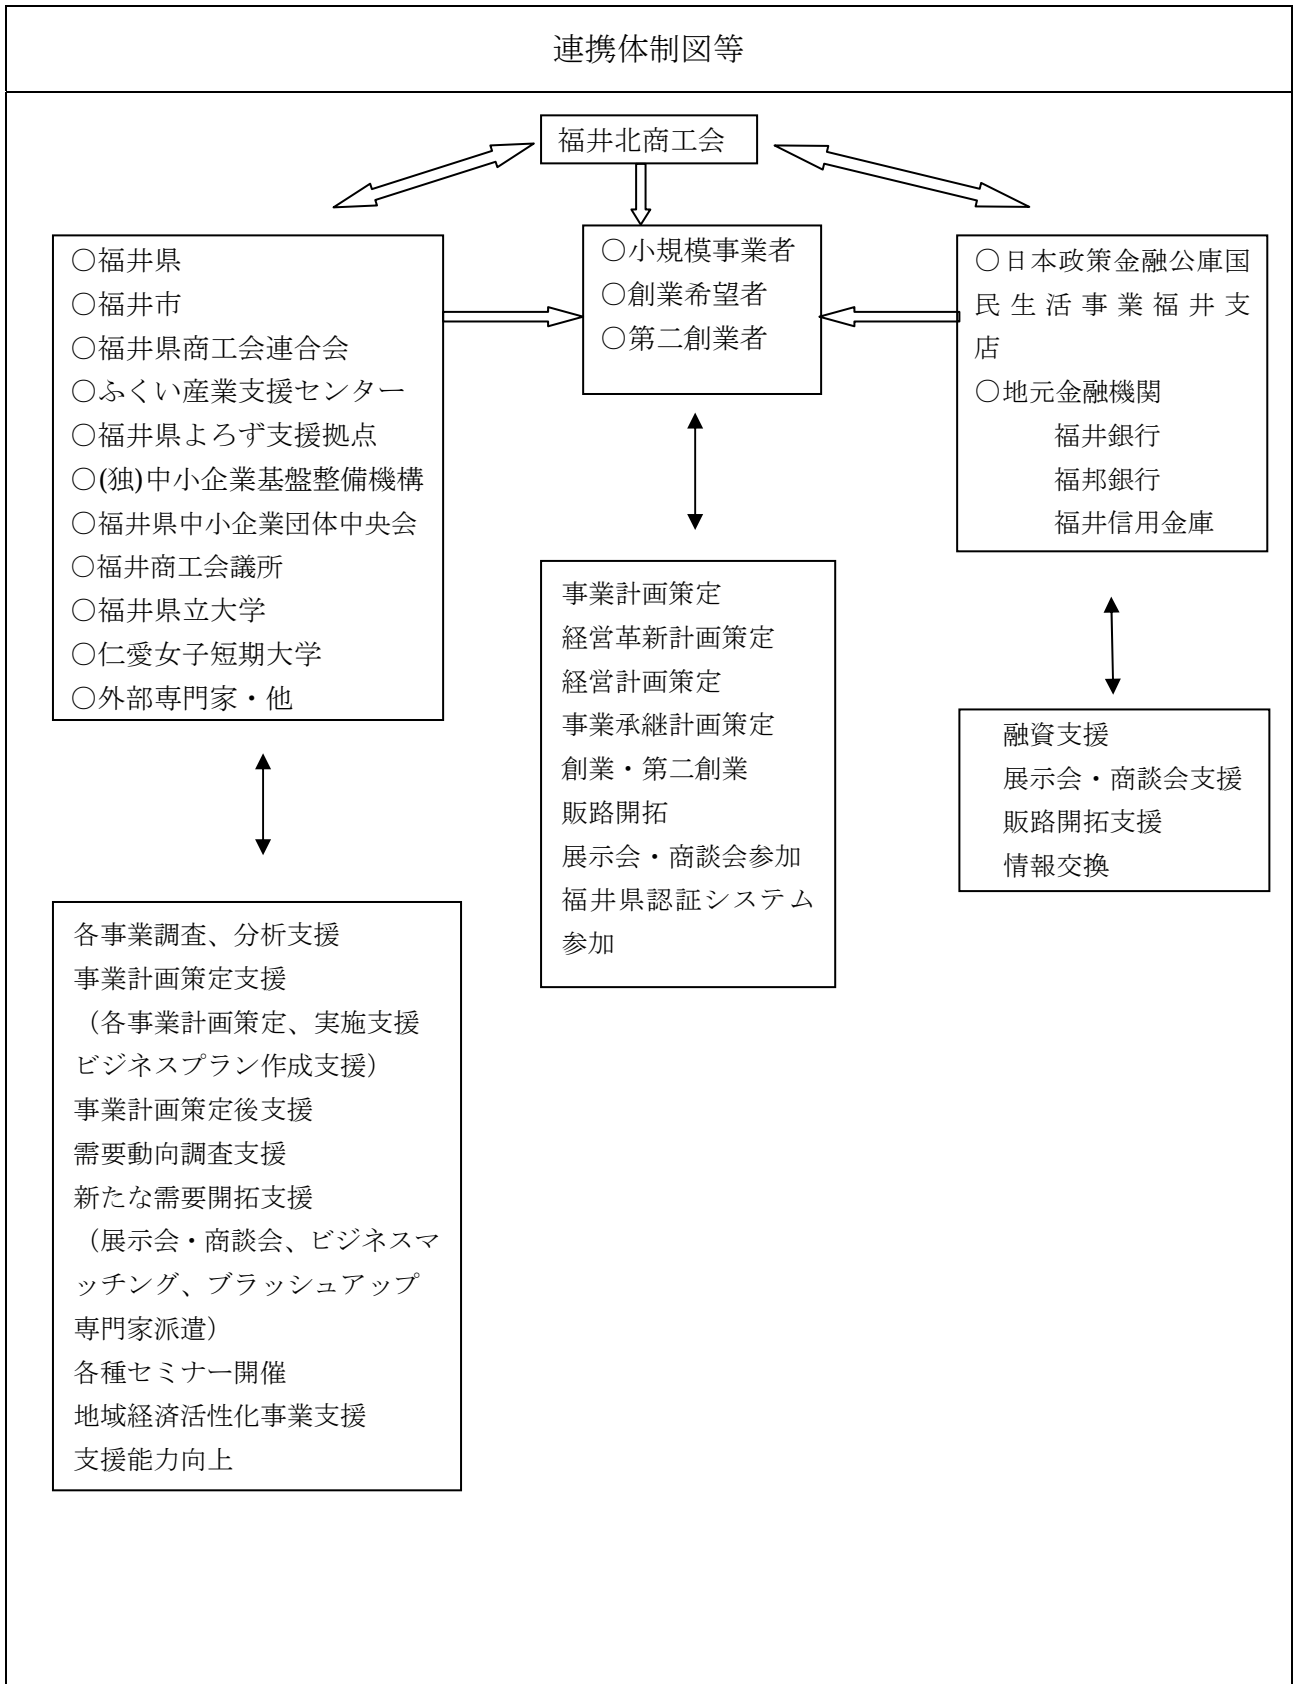 連携体制図等
福井北商工会
○福井県
○福井市
○福井県商工会連合会
○ふくい産業支援センター
○福井県よろず支援拠点
○(独)中小企業基盤整備機構
○福井県中小企業団体中央会
○福井商工会議所
○福井県立大学
○仁愛女子短期大学
○外部専門家・他
○小規模事業者
○創業希望者
○第二創業者
○日本政策金融公庫国
民生活事業福井支
店
○地元金融機関
福井銀行
福邦銀行
福井信用金庫
各事業調査、分析支援
事業計画策定支援
（各事業計画策定、実施支援
ビジネスプラン作成支援）
事業計画策定後支援
需要動向調査支援
新たな需要開拓支援
（展示会・商談会、ビジネスマ
ッチング、ブラッシュアップ
専門家派遣）
各種セミナー開催
地域経済活性化事業支援
支援能力向上
事業計画策定
経営革新計画策定
経営計画策定
事業承継計画策定
創業・第二創業
販路開拓
展示会・商談会参加
福井県認証システム
参加
融資支援
展示会・商談会支援
販路開拓支援
情報交換